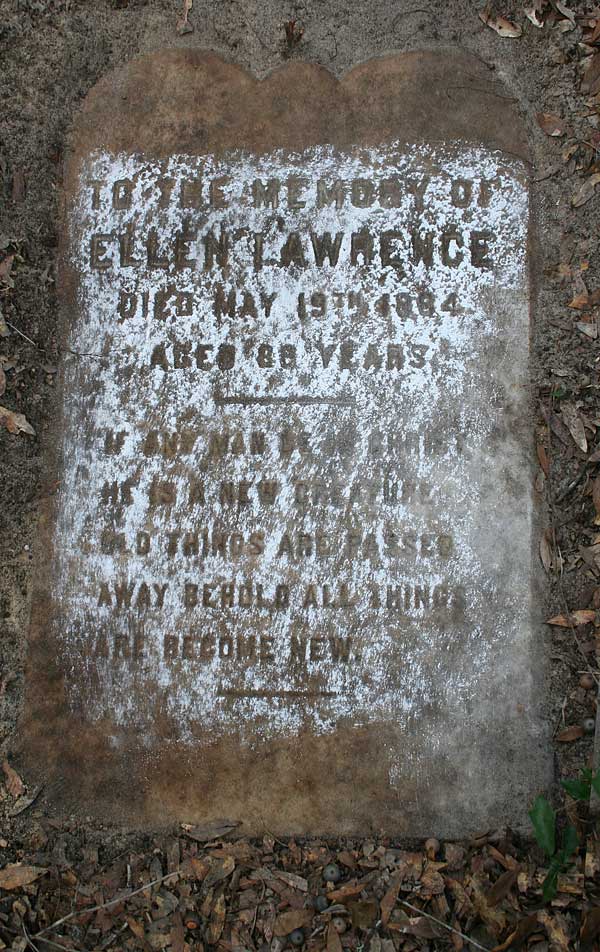 TO THE MEMORY OF
ELLEN LAWRENCE
DIED MAY 19TH 1884
AGED 88 YEARS.
IF ANY MAN BE IN CHRIST
HE IS A NEW CREATURE
OLD THINGS ARE PASSED
AWAY BEHOLD ALL THINGS
ARE BECOME NEW.